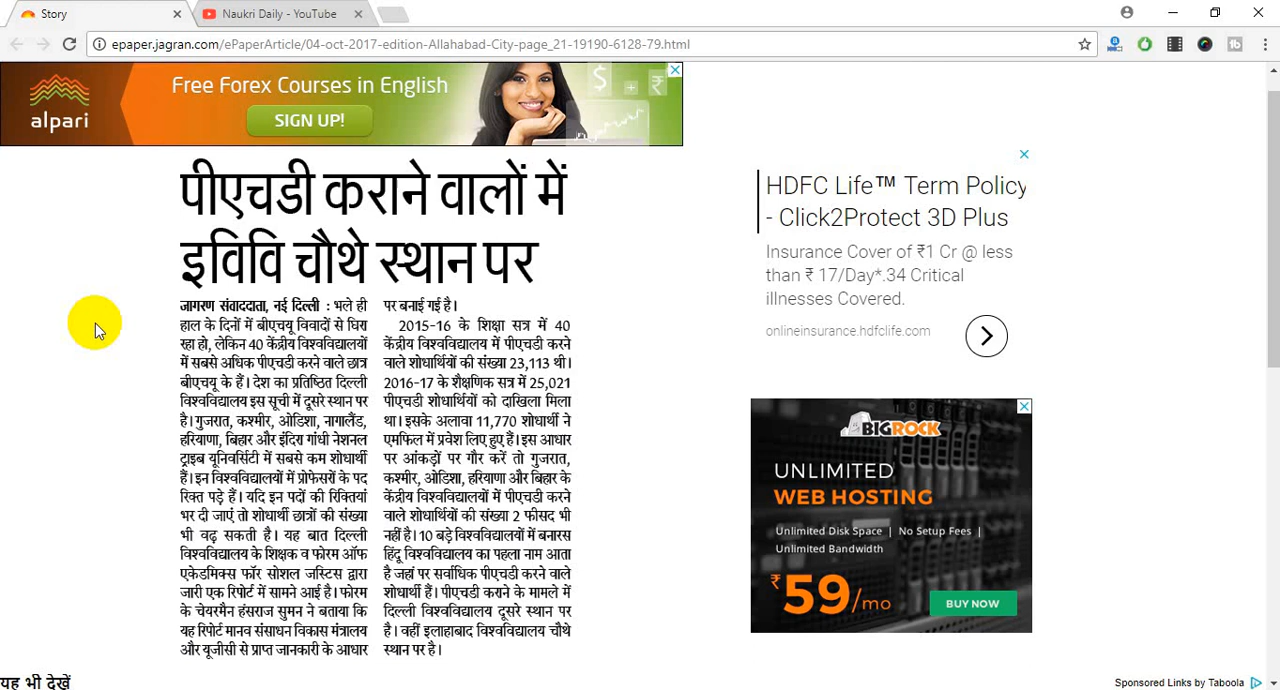 Story
Naukri Daily - YouTube
epaper.jagran.com/ePaperArticle/04-oct-2017-edition-Allahabad-City-page_21-19190-6128-79.html
alpari
Free Forex Courses in English
SIGN UP!
पीएचडी कराने वालों में
इविवि चौथे स्थान पर
जागरण संवाददाता, नई दिल्ली : भले ही
हाल के दिनों में बीएचयू विवादों से घिरा
रहा हो, लेकिन 40 केंद्रीय विश्वविद्यालयों
में सबसे अधिक पीएचडी करने वाले छात्र
बीएचयू के हैं। देश का प्रतिष्ठित दिल्ली
विश्वविद्यालय इस सूची में दूसरे स्थान पर
है। गुजरात, कश्मीर, ओडिशा, नागालैंड,
हरियाणा, बिहार और इंदिरा गांधी नेशनल
ट्राइब यूनिवर्सिटी में सबसे कम शोधार्थी
हैं। इन विश्वविद्यालयों में प्रोफेसरों के पद
रिक्त पड़े हैं। यदि इन पदों की रिक्तियां
भर दी जाएं तो शोधार्थी छात्रों की संख्या
भी बढ़ सकती है। यह बात दिल्ली
विश्वविद्यालय के शिक्षक व फोरम ऑफ
एकेडमिक्स फॉर सोशल जस्टिस द्वारा
जारी एक रिपोर्ट में सामने आई है। फोरम
के चेयरमैन हंसराज सुमन ने बताया कि
यह रिपोर्ट मानव संसाधन विकास मंत्रालय
और यूजीसी से प्राप्त जानकारी के आधार
पर बनाई गई है।
2015-16 के शिक्षा सत्र में 40
केंद्रीय विश्वविद्यालय में पीएचडी करने
वाले शोधार्थियों की संख्या 23,113 थी।
2016-17 के शैक्षणिक सत्र में 25,021
पीएचडी शोधार्थियों को दाखिला मिला
था। इसके अलावा 11,770 शोधार्थी ने
एमफिल में प्रवेश लिए हुए हैं। इस आधार
पर आंकड़ों पर गौर करें तो गुजरात,
कश्मीर, ओडिशा, हरियाणा और बिहार के
केंद्रीय विश्वविद्यालयों में पीएचडी करने
वाले शोधार्थियों की संख्या 2 फीसद भी
नहीं है। 10 बड़े विश्वविद्यालयों में बनारस
हिंदू विश्वविद्यालय का पहला नाम आता
है जहां पर सर्वाधिक पीएचडी करने वाले
शोधार्थी हैं। पीएचडी कराने के मामले में
दिल्ली विश्वविद्यालय दूसरे स्थान पर
है। वहीं इलाहाबाद विश्वविद्यालय चौथे
स्थान पर है।
HDFC Life™ Term Policy
- Click2Protect 3D Plus
Insurance Cover of ₹1 Cr @ less
than ₹ 17/Day*.34 Critical
illnesses Covered.
onlineinsurance.hdfclife.com
BIGROCK
UNLIMITED
WEB HOSTING
Unlimited Disk Space | No Setup Fees |
Unlimited Bandwidth
₹59/mo
BUY NOW
यह भी देखें
Sponsored Links by Taboola